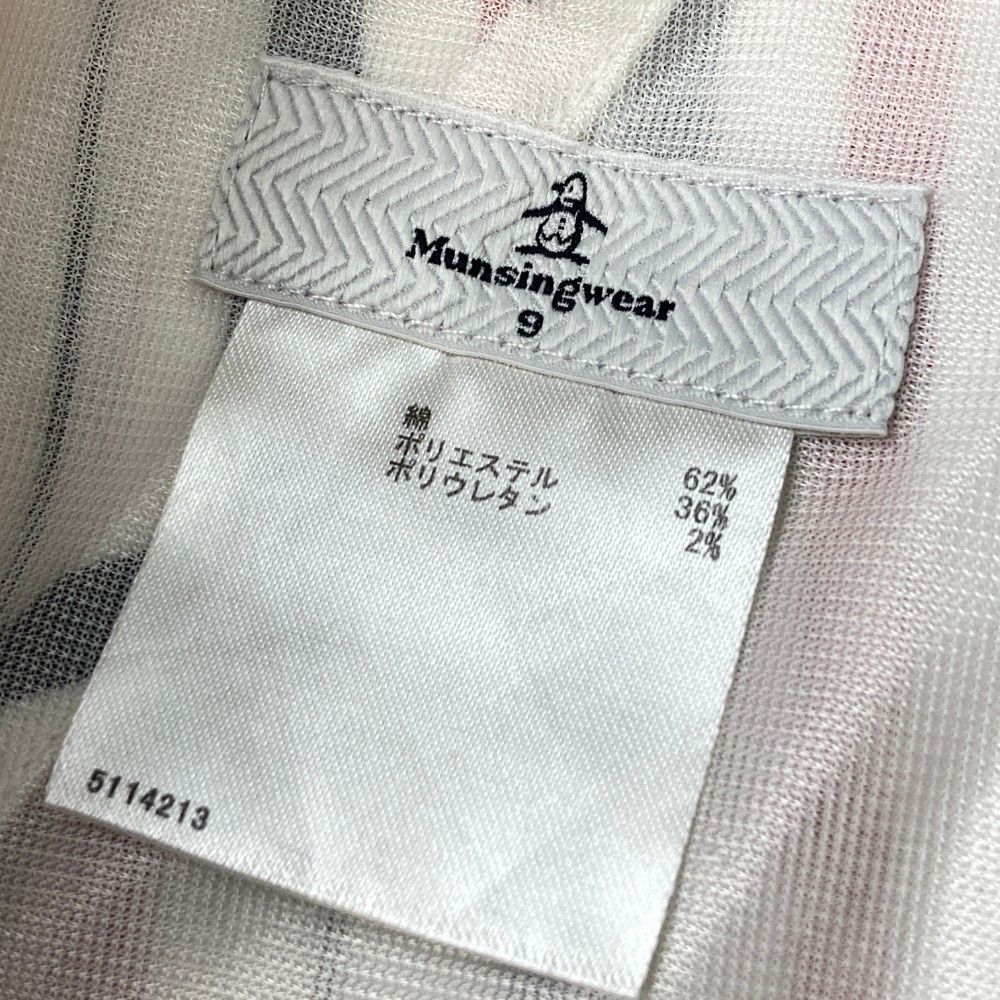 Munsingwear
9
綿 62%
ポリエステル 36%
ポリウレタン 2%
5114213